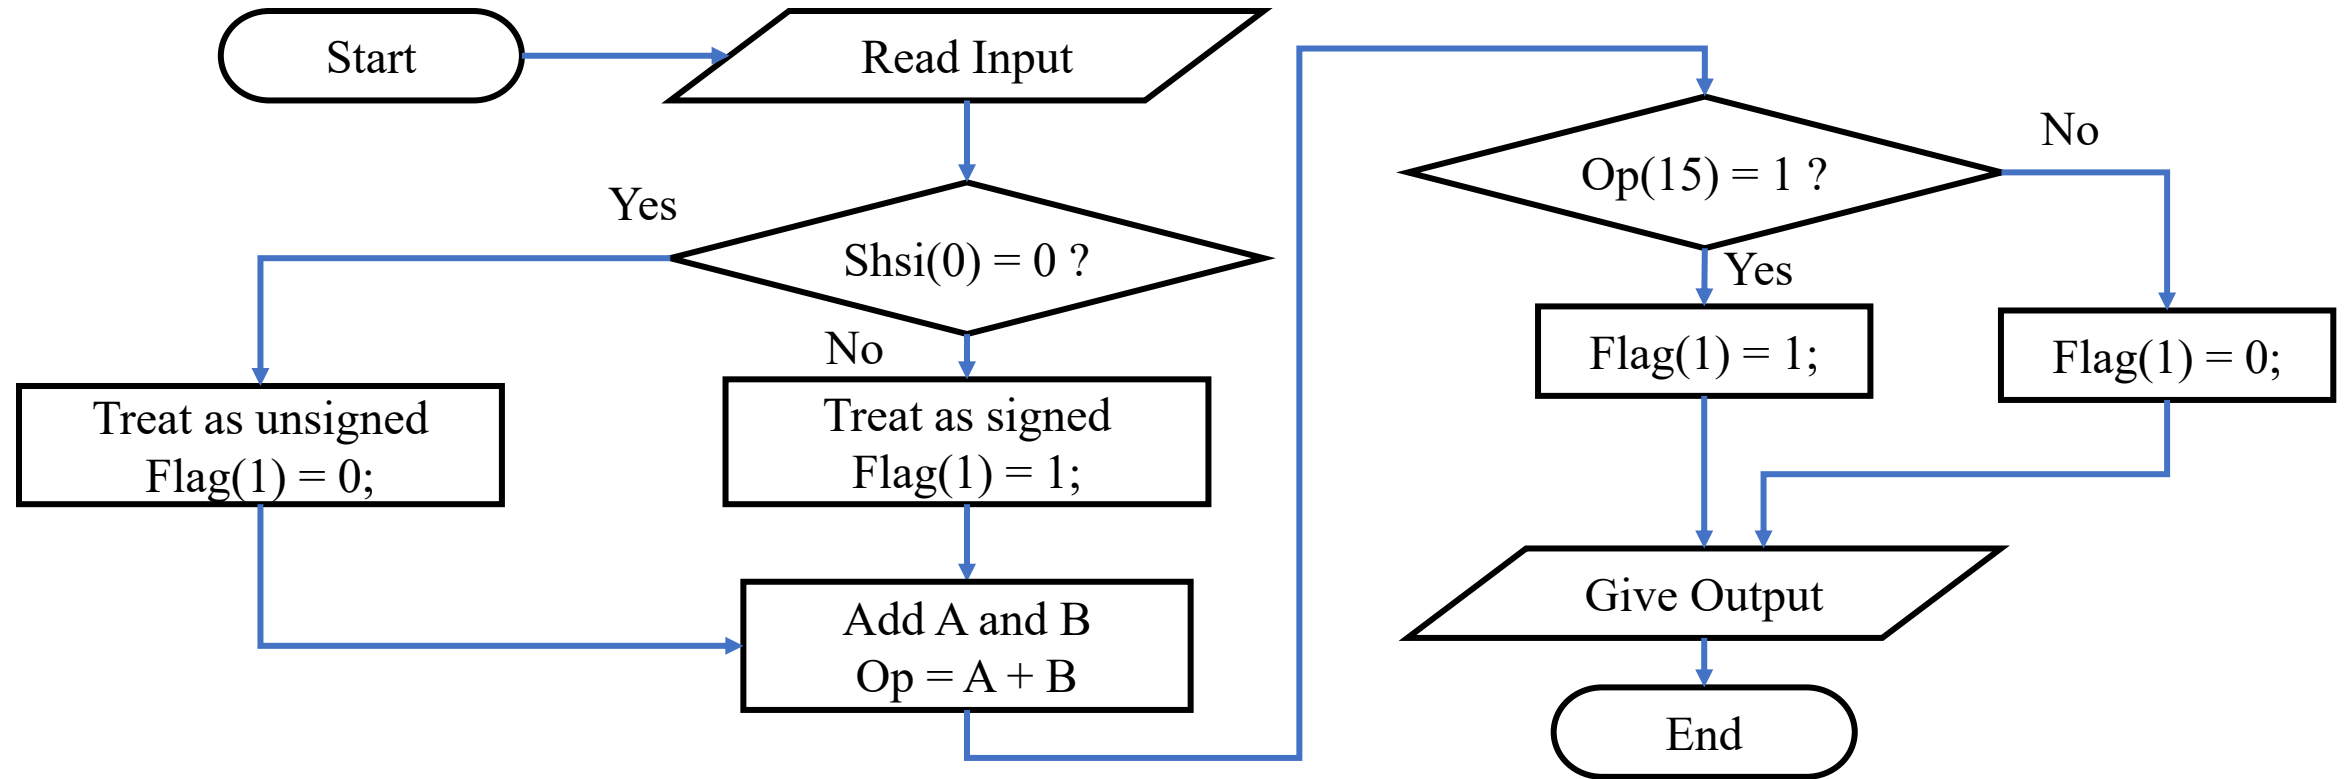 Start
Read Input
Yes
Shsi(0) = 0 ?
No
Treat as unsigned
Flag(1) = 0;
Treat as signed
Flag(1) = 1;
Add A and B
Op = A + B
Op(15) = 1 ?
No
Yes
Flag(1) = 1;
Flag(1) = 0;
Give Output
End